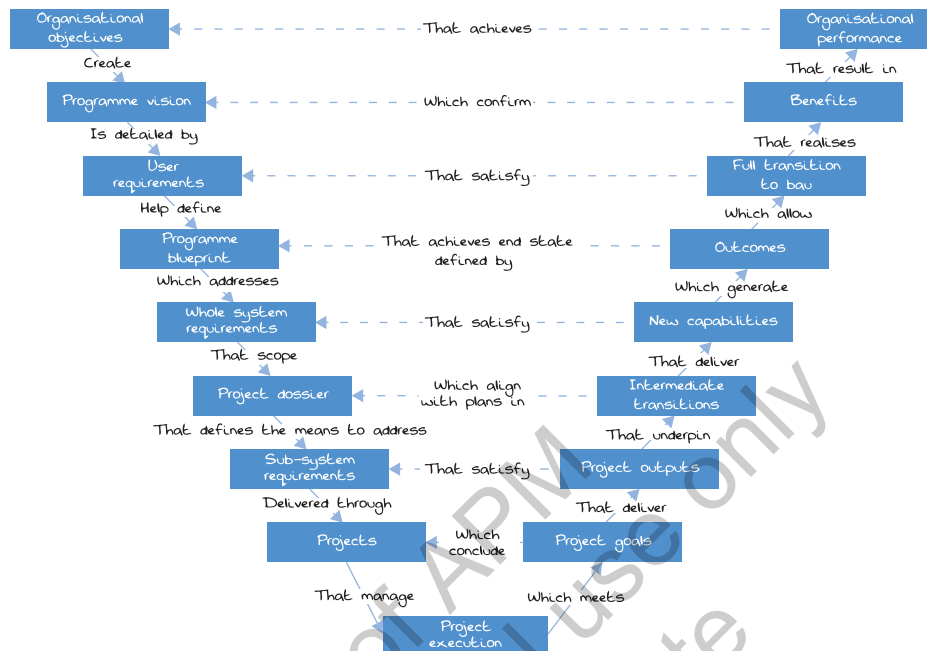 Organisational
objectives
That achieves
Organisational
performance
Create
That result in
Programme vision
Which confirm
Benefits
Is detailed by
That realises
User
requirements
That satisfy
Full transition
to bau
Help define
Which allow
Programme
blueprint
That achieves end state
defined by
Outcomes
Which addresses
Which generate
Whole system
requirements
That satisfy
New capabilities
That scope
That deliver
Project dossier
Which align
with plans in
Intermediate
transitions
That defines the means to address
That underpin
Sub-system
requirements
That satisfy
Project outputs
Delivered through
That deliver
Projects
Which
conclude
Project goals
That manage
Which meets
Project
execution
of APM
use only